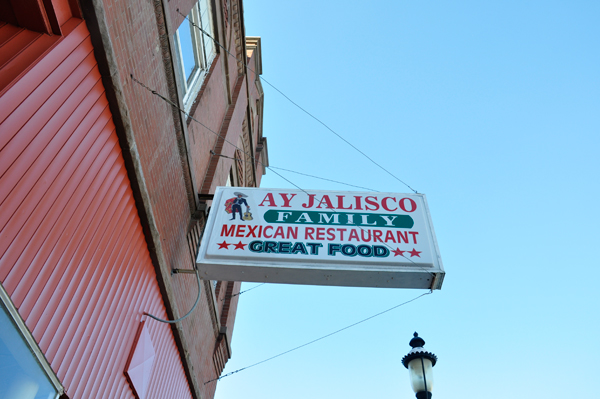 AY JALISCO
FAMILY
MEXICAN RESTAURANT
GREAT FOOD